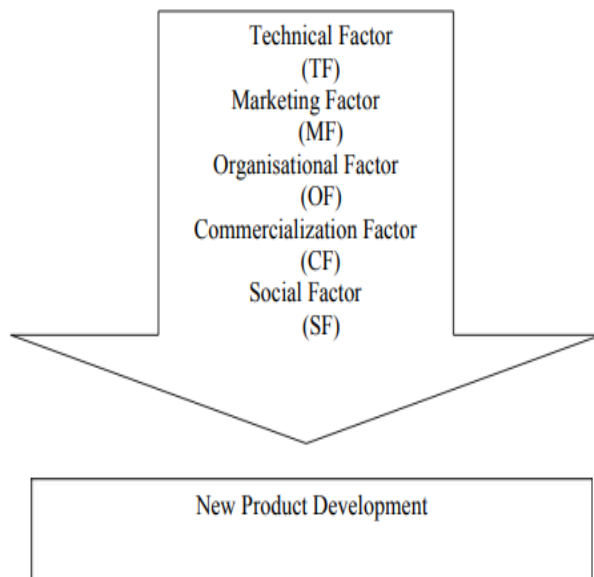 Technical Factor
(TF)
Marketing Factor
(MF)
Organisational Factor
(OF)
Commercialization Factor
(CF)
Social Factor
(SF)
New Product Development